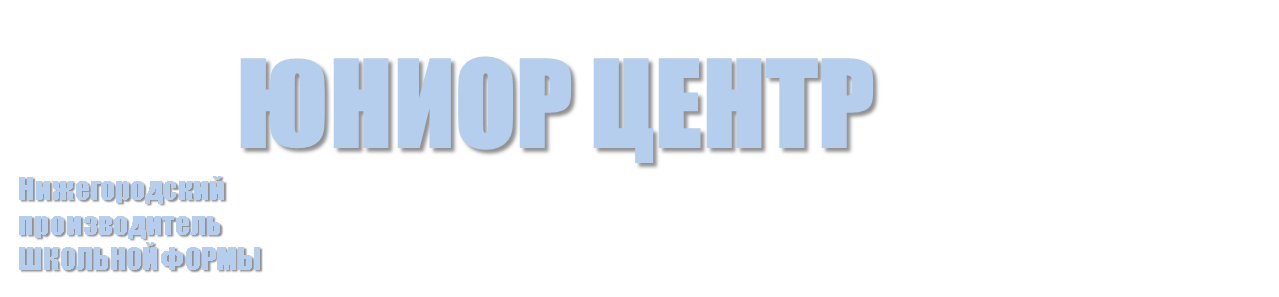 ЮНИОР ЦЕНТР
Нижегородский
производитель
ШКОЛЬНОЙ ФОРМЫ